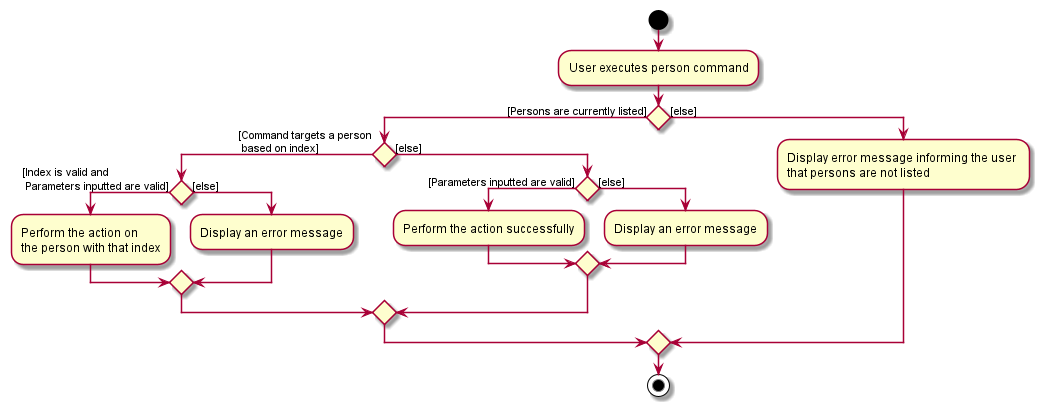 User executes person command
[Persons are currently listed]
[else]
[Command targets a person
based on index]
[else]
Display error message informing the user
that persons are not listed
[Index is valid and
Parameters inputted are valid]
[else]
[Parameters inputted are valid]
[else]
Perform the action on
the person with that index
Display an error message
Perform the action successfully
Display an error message